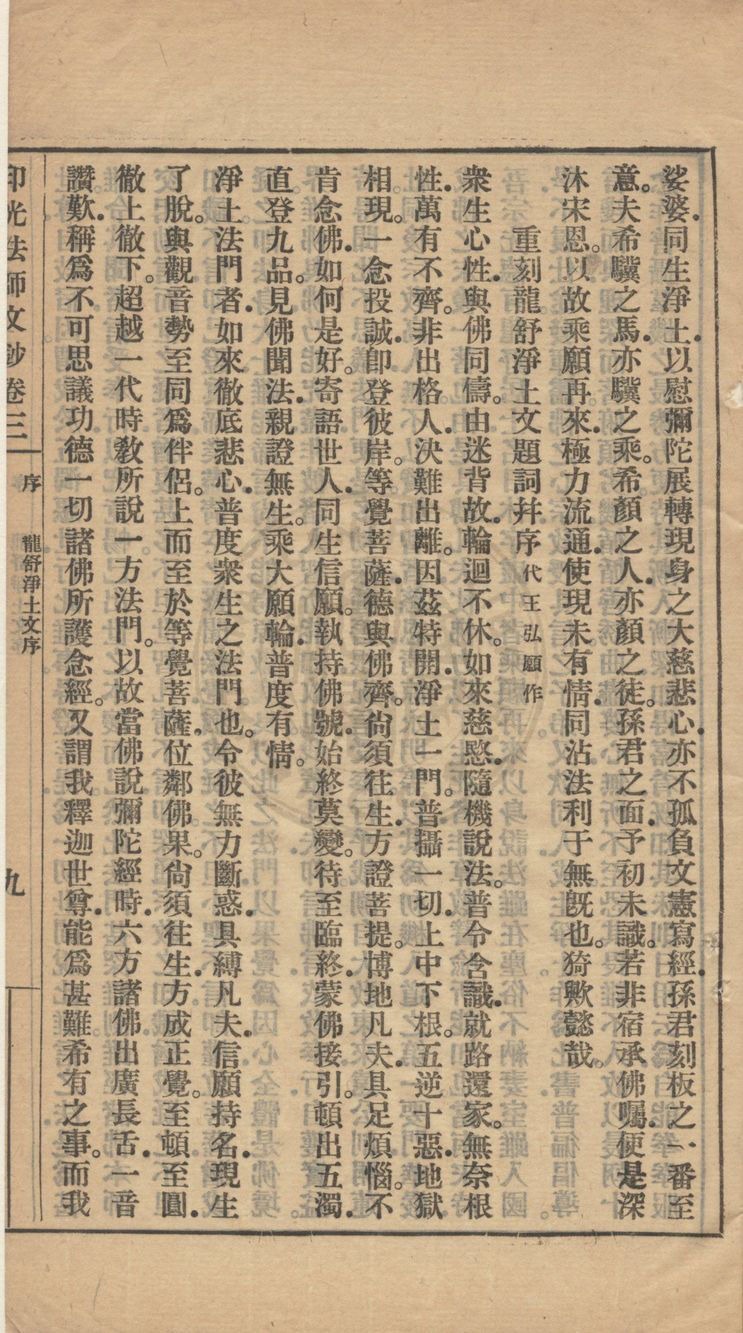 娑婆.同生淨土.以慰彌陀展轉現身之大慈悲心.亦不孤負文憲寫經.孫君刻板之一番至
意。夫希驥之馬.亦驥之乘。希顏之人.亦顏之徒。孫君之面.予初未識。若非宿承佛囑.使是深
沐宋恩。以故乘願再來.極力流通.使現未有情.同沾法利于無旣也。猗歟懿哉。
重刻龍舒淨土文題詞并序 代王弘願作
衆生心性.與佛同儔。由迷背故.輪迴不休。如來慈愍.隨機說法。普令含識.就路還家。無奈根
性.萬有不齊。非出格人.決難出離。因茲特開.淨土一門。普攝一切.上中下根。五逆十惡.地獄
相現。一念投誠.卽登彼岸。等覺菩薩.德與佛齊。尙須往生.方證菩提。博地凡夫.具足煩惱。不
肯念佛.如何是好。寄語世人.同生信願。執持佛號.始終莫變。待至臨終.蒙佛接引。頓出五濁.
直登九品。見佛聞法.親證無生。乘大願輪.普度有情。
淨土法門者.如來徹底悲心.普度衆生之法門也。令彼無力斷惑.具縛凡夫.信願持名.現生
了脫。與觀音勢至同爲伴侶。上而至於等覺菩薩.位鄰佛果。尙須往生.方成正覺。至頓至圓.
徹上徹下。超越一代時敎所說一方法門。以故當佛說彌陀經時.六方諸佛出廣長舌.一音
讚歎.稱爲不可思議功德一切諸佛所護念經。又謂我釋迦世尊.能爲甚難希有之事。而我
印光法師文鈔卷三 序 龍舒淨土文序 九